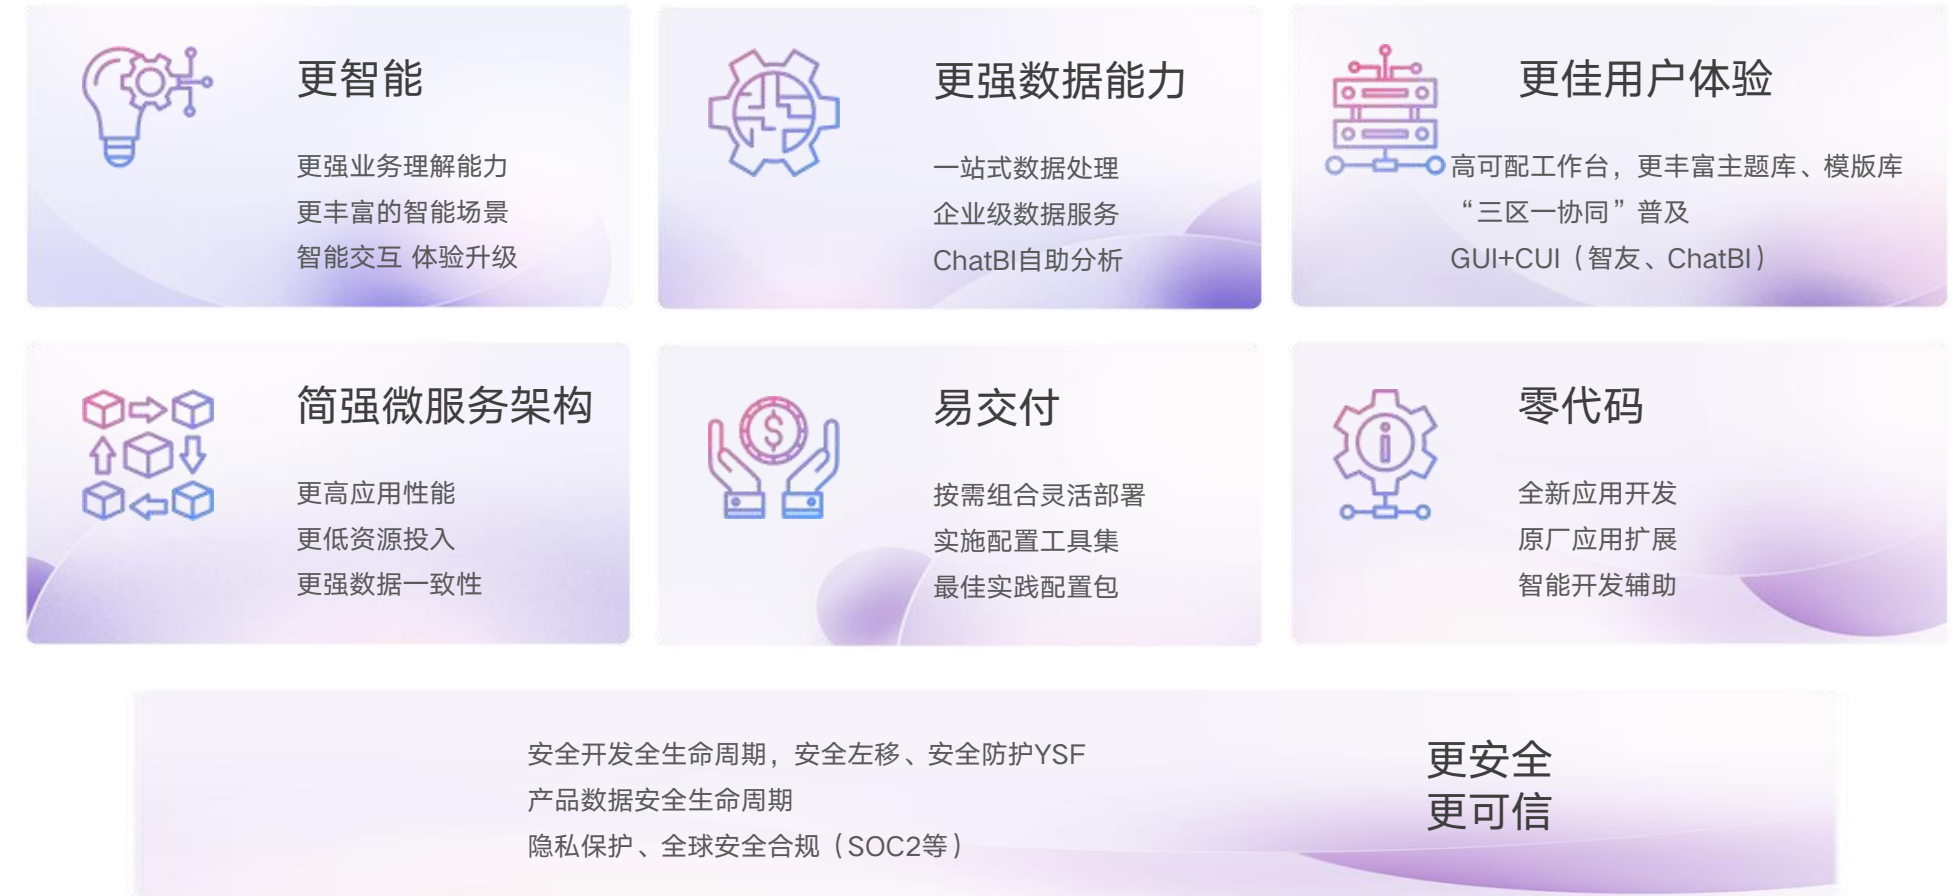 更智能
更强业务理解能力
更丰富的智能场景
智能交互 体验升级
更强数据能力
一站式数据处理
企业级数据服务
ChatBI自助分析
更佳用户体验
高可配工作台，更丰富主题库、模版库
“三区一协同”普及
GUI+CUI（智友、ChatBI）
简强微服务架构
更高应用性能
更低资源投入
更强数据一致性
易交付
按需组合灵活部署
实施配置工具集
最佳实践配置包
零代码
全新应用开发
原厂应用扩展
智能开发辅助
安全开发全生命周期，安全左移、安全防护YSF
产品数据安全生命周期
隐私保护、全球安全合规（SOC2等）
更安全
更可信